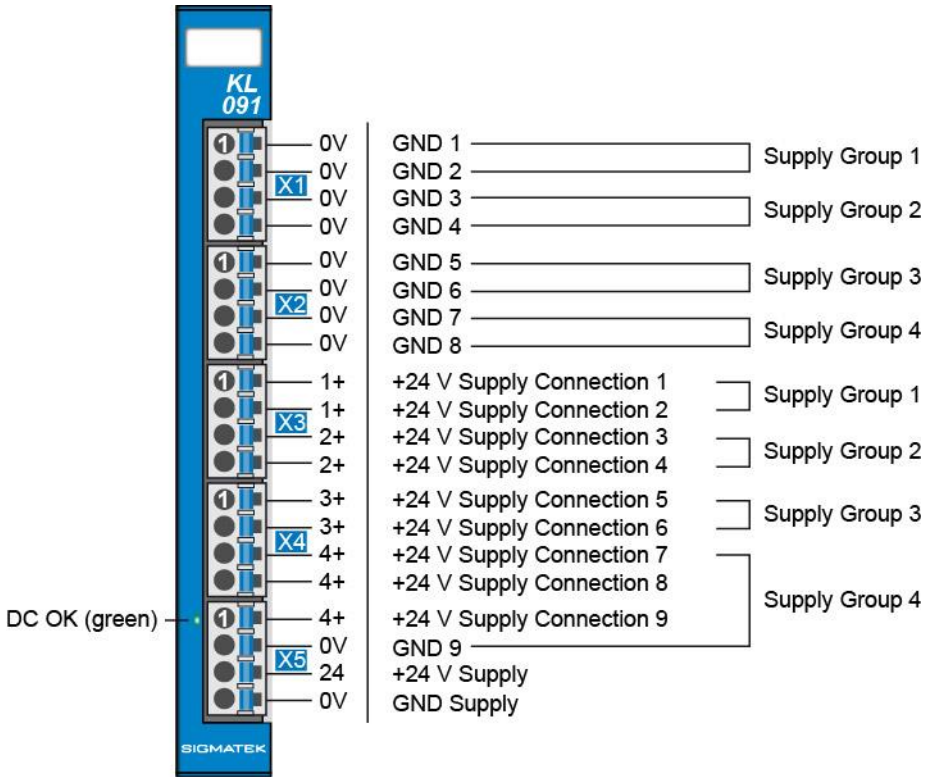 KL
091
1 0V GND 1
0V GND 2
Supply Group 1
X1
0V GND 3
0V GND 4
Supply Group 2
1 0V GND 5
0V GND 6
Supply Group 3
X2
0V GND 7
0V GND 8
Supply Group 4
1 1+ +24 V Supply Connection 1
1+ +24 V Supply Connection 2
Supply Group 1
X3
2+ +24 V Supply Connection 3
2+ +24 V Supply Connection 4
Supply Group 2
1 3+ +24 V Supply Connection 5
3+ +24 V Supply Connection 6
Supply Group 3
X4
4+ +24 V Supply Connection 7
4+ +24 V Supply Connection 8
Supply Group 4
DC OK (green) 1 4+ +24 V Supply Connection 9
0V GND 9
X5
24 +24 V Supply
0V GND Supply
SIGMATEK